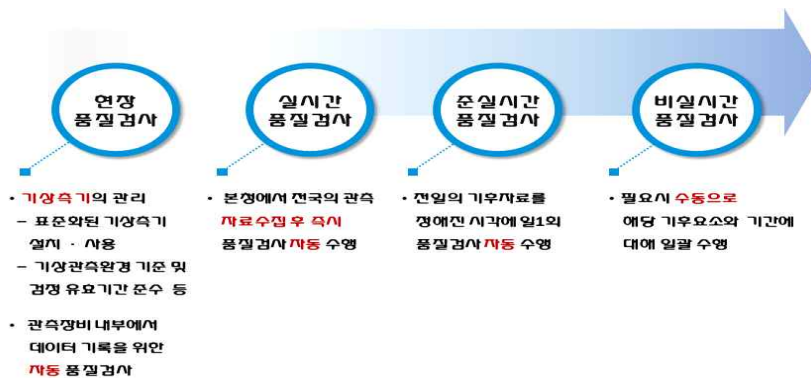 현장
품질검사
실시간
품질검사
준실시간
품질검사
비실시간
품질검사
• 기상측기의 관리
– 표준화된 기상측기
설치 · 사용
– 기상관측환경 기준 및
검정 유효기간 준수 등
• 관측장비 내부에서
데이터 기록을 위한
자동 품질검사
• 본청에서 전국의 관측
자료수집 후 즉시
품질검사 자동 수행
• 전일의 기후자료를
정해진 시각에 일1회
품질검사 자동 수행
• 필요시 수동으로
해당 기후요소와 기간에
대해 일괄 수행